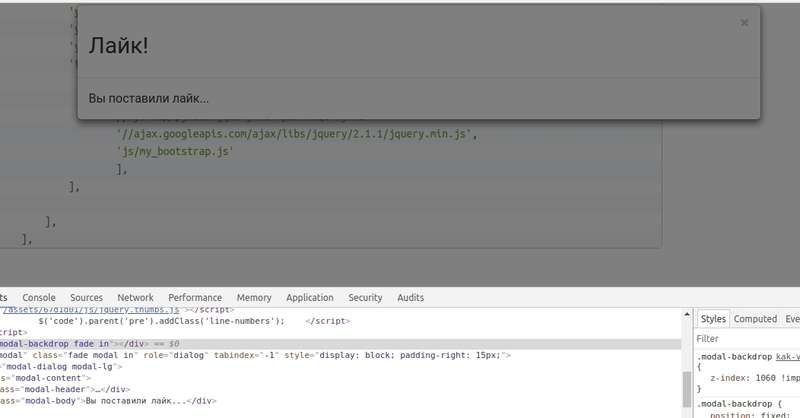 ×
Лайк!
Вы поставили лайк...
'//ajax.googleapis.com/ajax/libs/jquery/2.1.1/jquery.min.js',
'js/my_bootstrap.js'
],
],
],
],
Console Sources Network Performance Memory Application Security Audits
"/assets/67d1d01/js/jquery.thumbs.js"></script>
$('code').parent('pre').addClass('line-numbers'); </script>
cript>
modal-backdrop fade in"></div> == $0
modal" class="fade modal in" role="dialog" tabindex="-1" style="display: block; padding-right: 15px;">
="modal-dialog modal-lg">
ss="modal-content">
lass="modal-header">…</div>
lass="modal-body">Вы поставили лайк...</div>
Styles Computed Eve
Filter
.modal-backdrop kak-v
{
z-index: 1060 !imp
}
.modal-backdrop {
position: fixed;